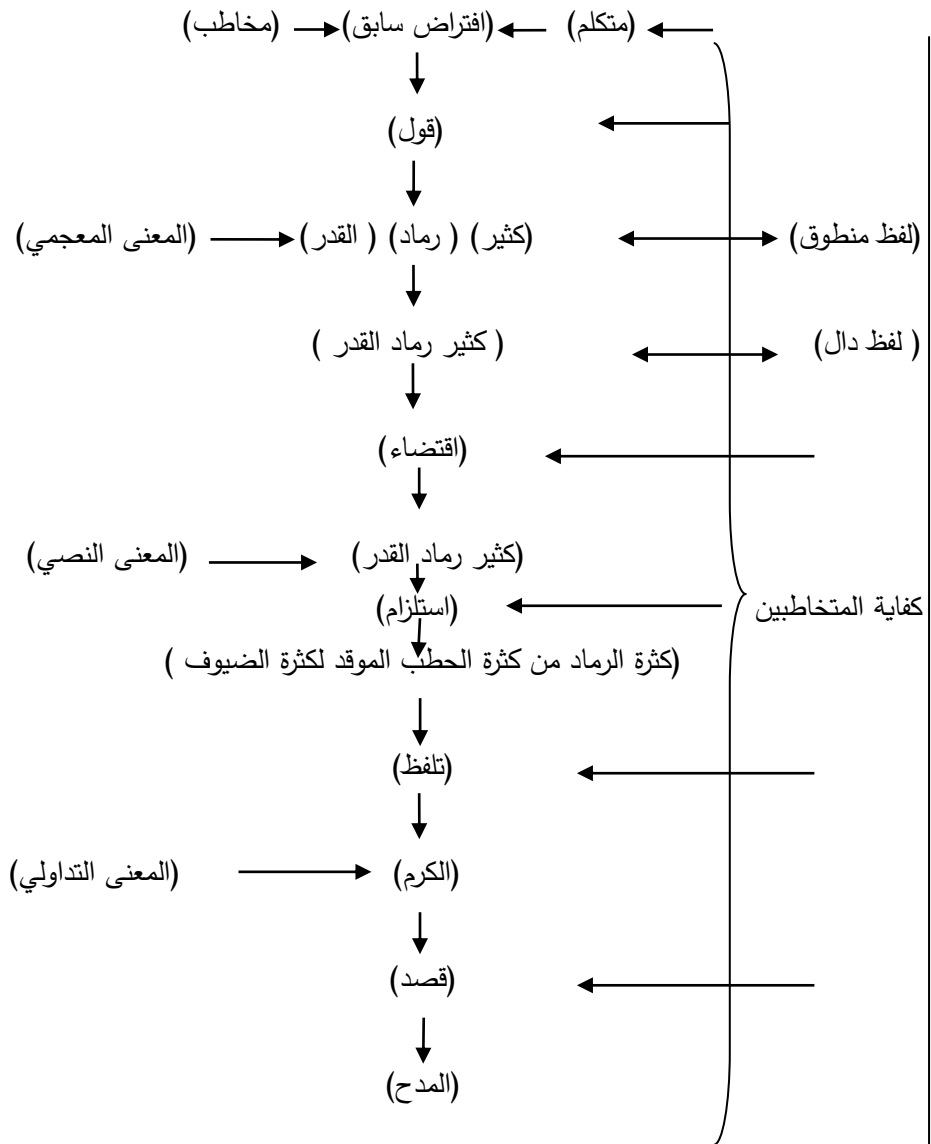 (متكلم) (افتراض سابق) (مخاطب)
(قول)
(لفظ منطوق) (كثير) ( رماد) ( القدر) (المعنى المعجمي)
( لفظ دال) ( كثير رماد القدر )
(اقتضاء)
(كثير رماد القدر) (المعنى النصي)
كفاية المتخاطبين (استلزام)
(كثرة الرماد من كثرة الحطب الموقد لكثرة الضيوف )
(تلفظ)
(الكرم) (المعنى التداولي)
(قصد)
(المدح)